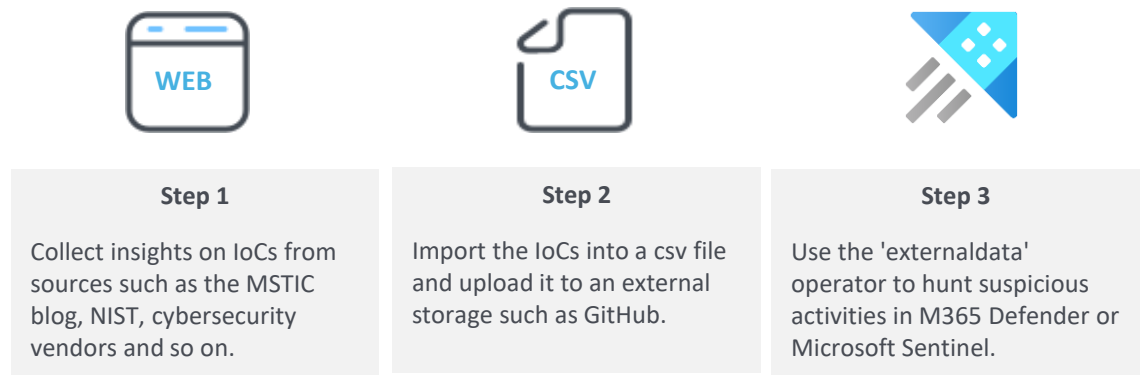 WEB
CSV
Step 1
Collect insights on IoCs from
sources such as the MSTIC
blog, NIST, cybersecurity
vendors and so on.
Step 2
Import the IoCs into a csv file
and upload it to an external
storage such as GitHub.
Step 3
Use the 'externaldata'
operator to hunt suspicious
activities in M365 Defender or
Microsoft Sentinel.